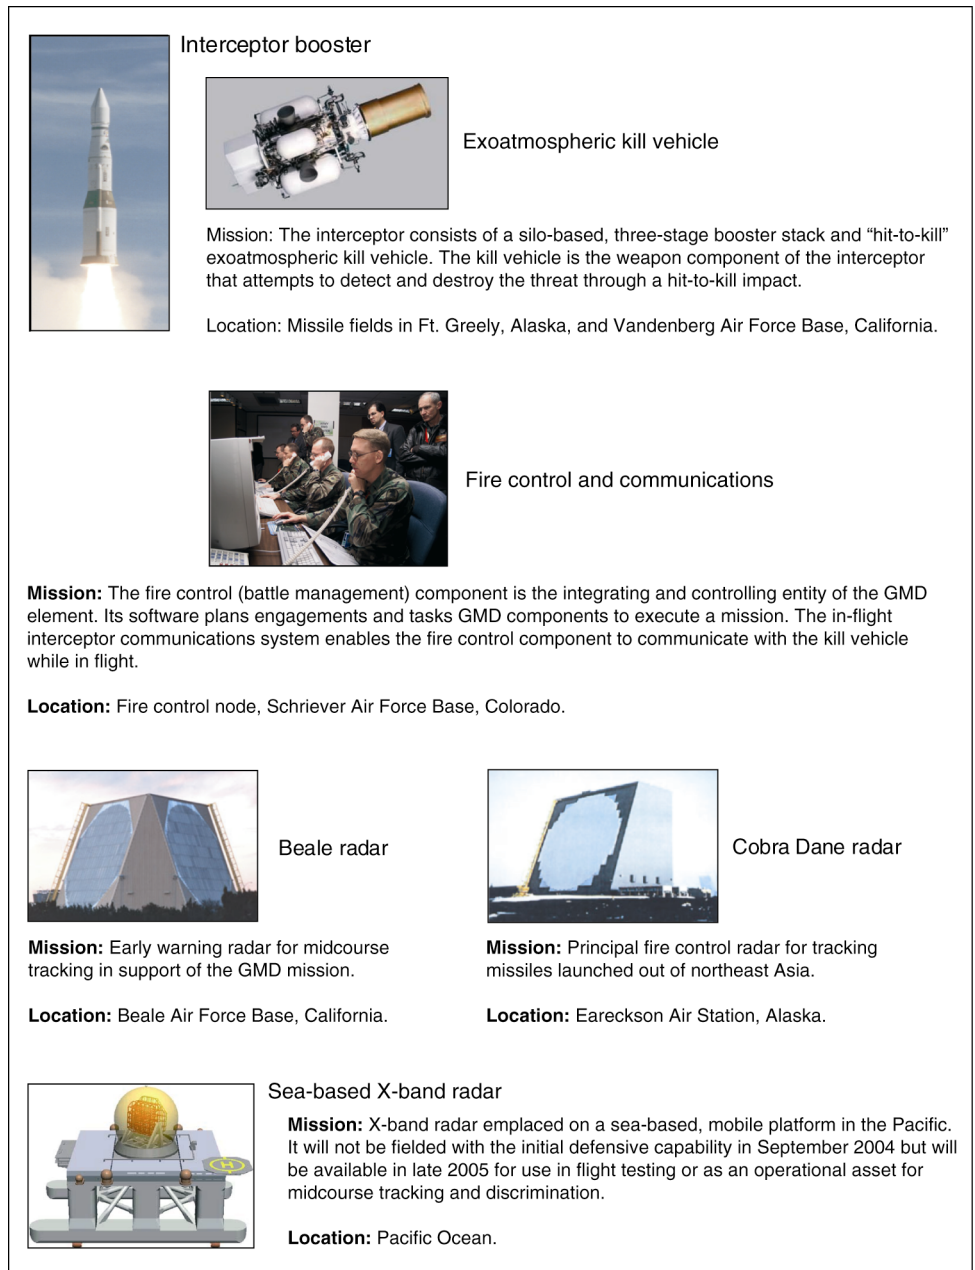 Interceptor booster
Exoatmospheric kill vehicle
Mission: The interceptor consists of a silo-based, three-stage booster stack and “hit-to-kill”
exoatmospheric kill vehicle. The kill vehicle is the weapon component of the interceptor
that attempts to detect and destroy the threat through a hit-to-kill impact.
Location: Missile fields in Ft. Greely, Alaska, and Vandenberg Air Force Base, California.
Fire control and communications
Mission: The fire control (battle management) component is the integrating and controlling entity of the GMD
element. Its software plans engagements and tasks GMD components to execute a mission. The in-flight
interceptor communications system enables the fire control component to communicate with the kill vehicle
while in flight.
Location: Fire control node, Schriever Air Force Base, Colorado.
Beale radar
Mission: Early warning radar for midcourse
tracking in support of the GMD mission.
Location: Beale Air Force Base, California.
Cobra Dane radar
Mission: Principal fire control radar for tracking
missiles launched out of northeast Asia.
Location: Eareckson Air Station, Alaska.
Sea-based X-band radar
Mission: X-band radar emplaced on a sea-based, mobile platform in the Pacific.
It will not be fielded with the initial defensive capability in September 2004 but will
be available in late 2005 for use in flight testing or as an operational asset for
midcourse tracking and discrimination.
Location: Pacific Ocean.
H